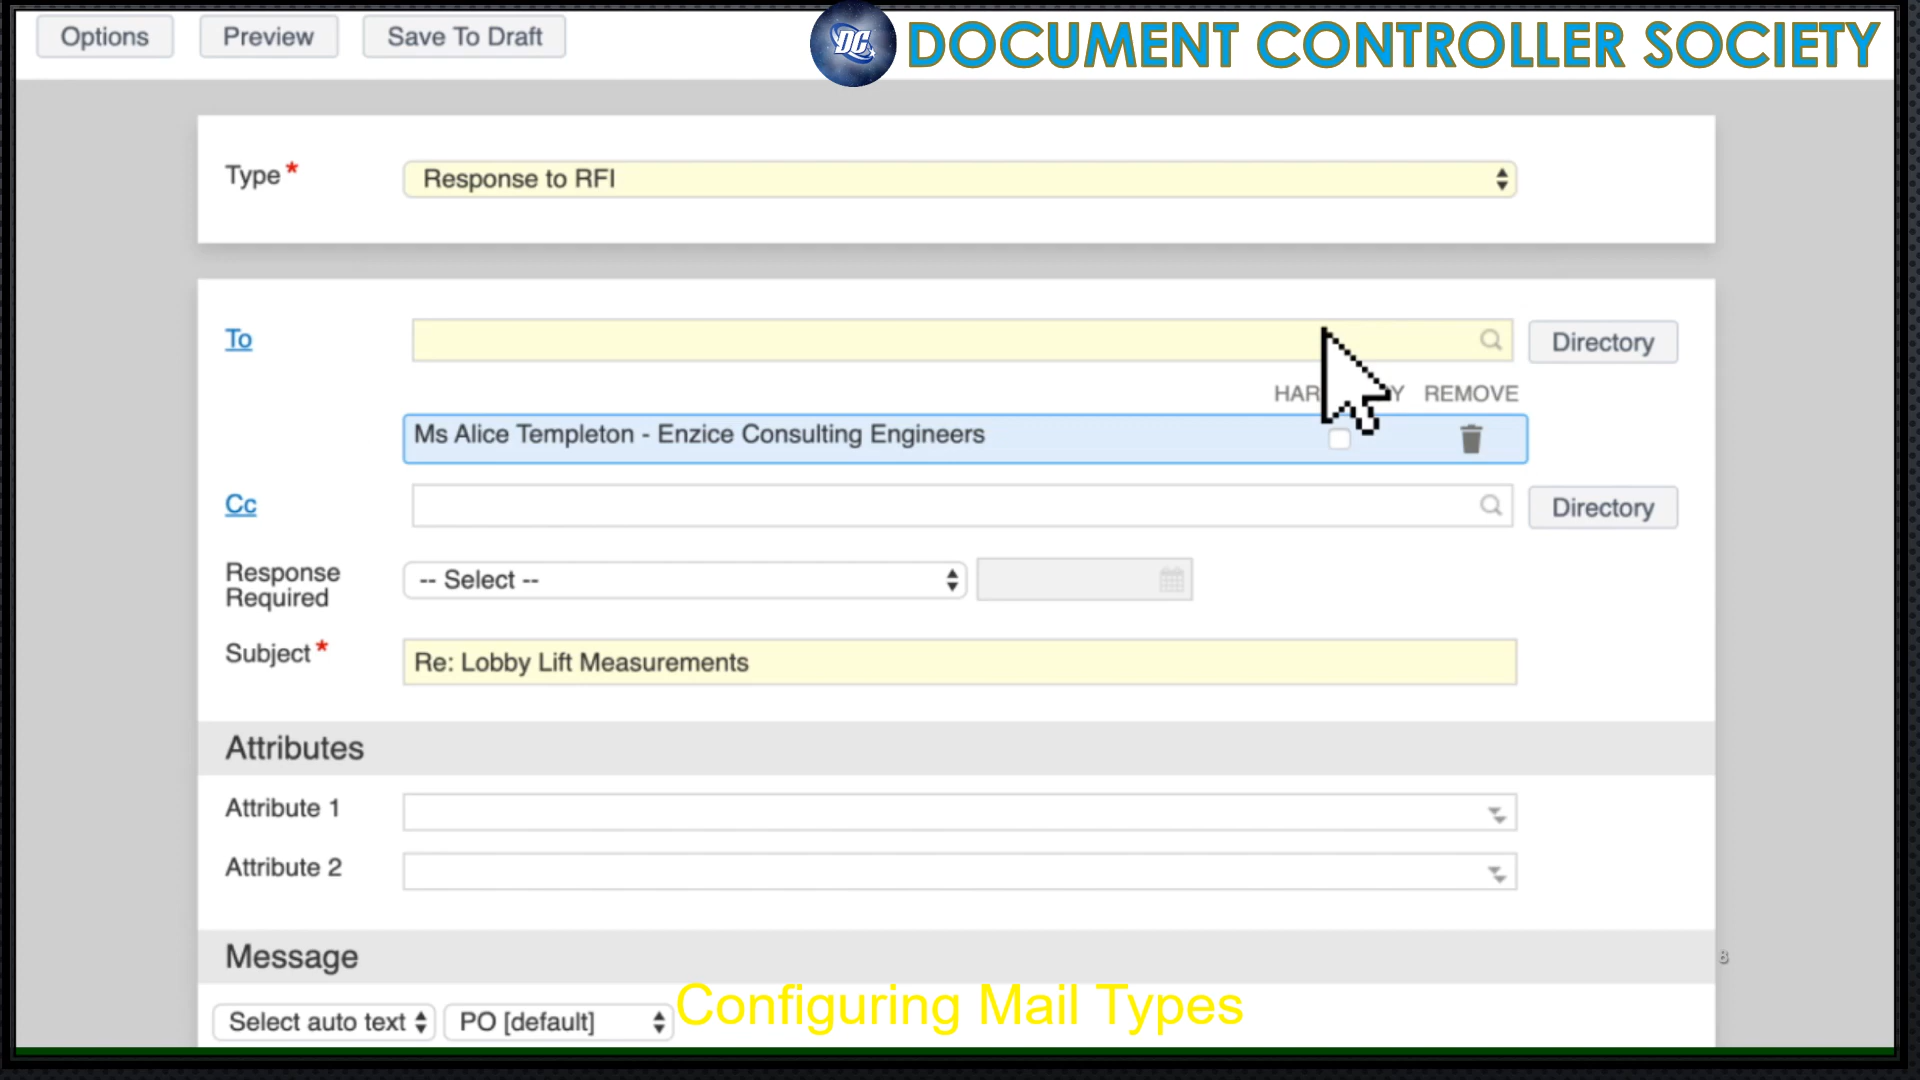 Options Preview Save To Draft
DC DOCUMENT CONTROLLER SOCIETY
Type * Response to RFI
To Directory
REMOVE
Ms Alice Templeton - Enzice Consulting Engineers
Cc Directory
Response
Required
-- Select --
Subject * Re: Lobby Lift Measurements
Attributes
Attribute 1
Attribute 2
Message
8
Select auto text PO [default]
Configuring Mail Types